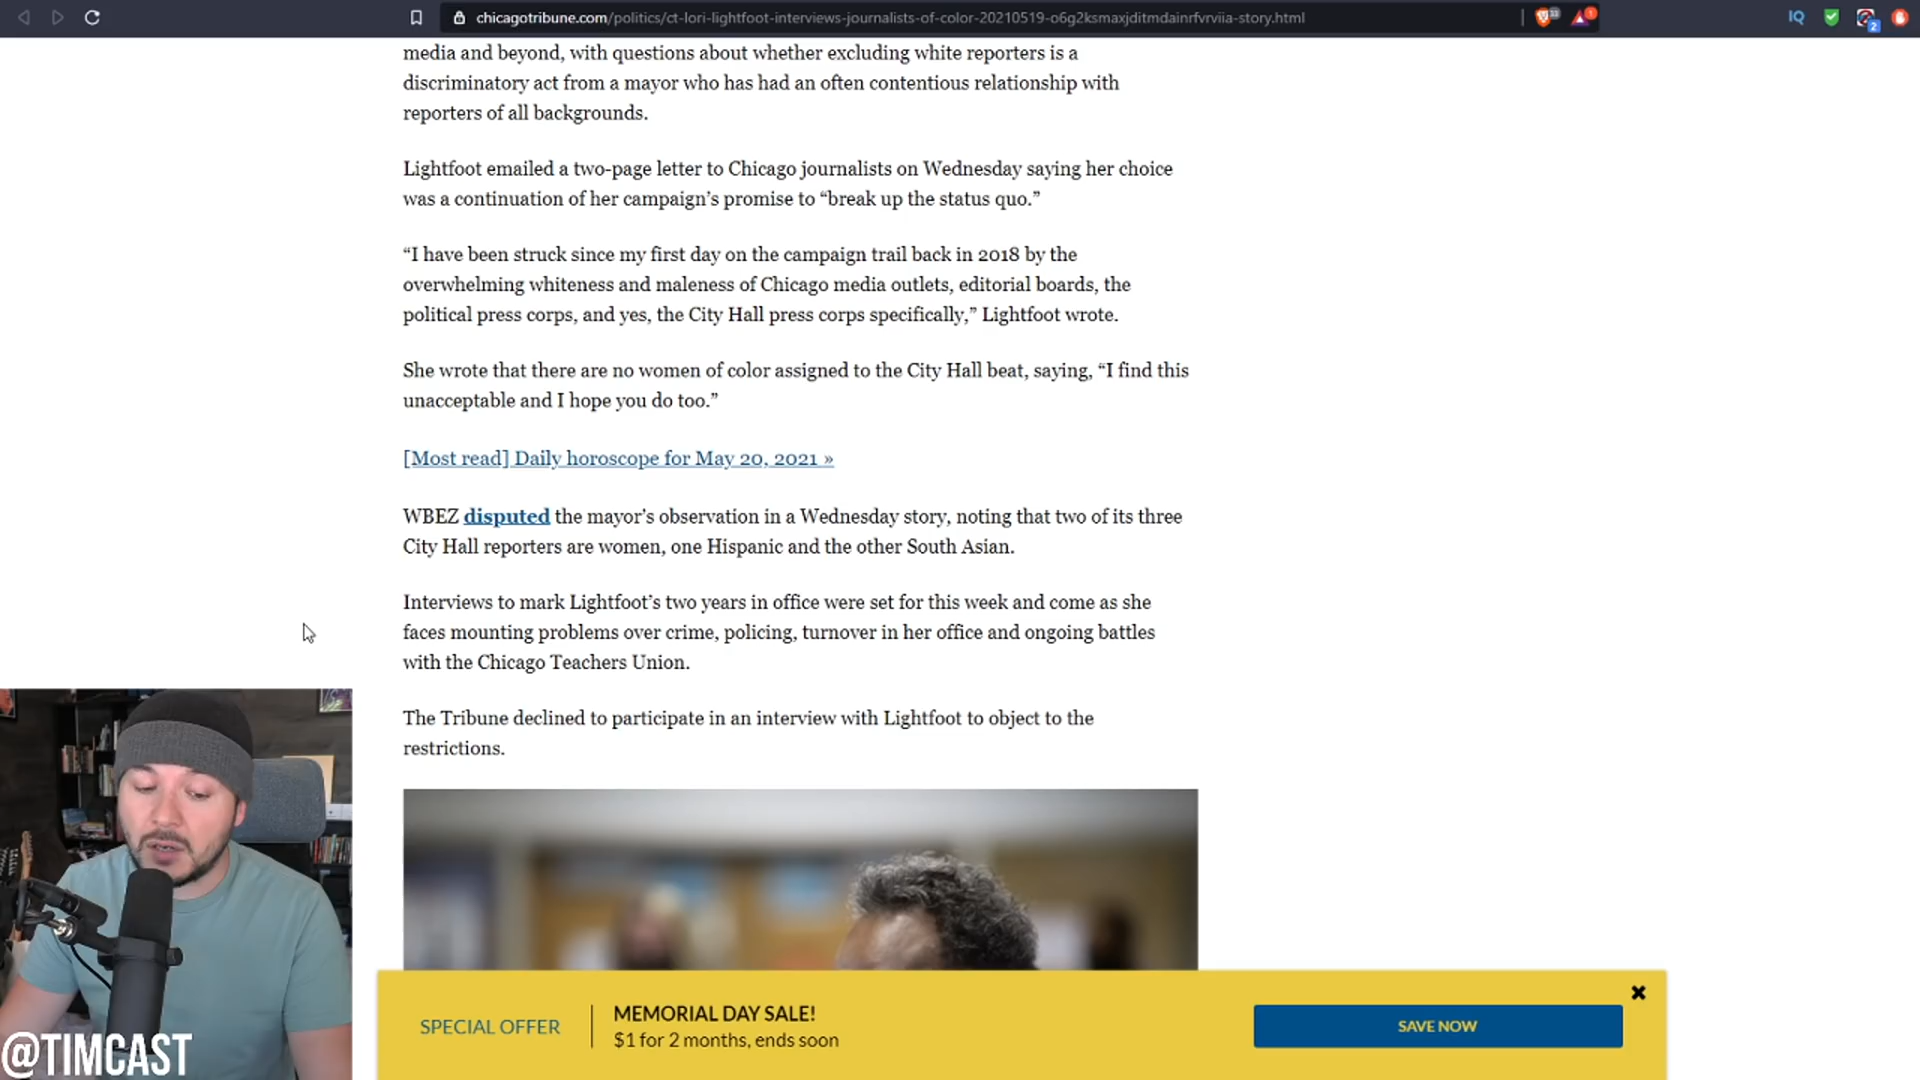 chicagotribune.com/politics/ct-lori-lightfoot-interviews-journalists-of-color-20210519-o6g2ksmaxjditmdainrfvrviia-story.html
IQ
2
media and beyond, with questions about whether excluding white reporters is a
discriminatory act from a mayor who has had an often contentious relationship with
reporters of all backgrounds.
Lightfoot emailed a two-page letter to Chicago journalists on Wednesday saying her choice
was a continuation of her campaign’s promise to “break up the status quo.”
“I have been struck since my first day on the campaign trail back in 2018 by the
overwhelming whiteness and maleness of Chicago media outlets, editorial boards, the
political press corps, and yes, the City Hall press corps specifically,” Lightfoot wrote.
She wrote that there are no women of color assigned to the City Hall beat, saying, “I find this
unacceptable and I hope you do too.”
[Most read] Daily horoscope for May 20, 2021 »
WBEZ disputed the mayor’s observation in a Wednesday story, noting that two of its three
City Hall reporters are women, one Hispanic and the other South Asian.
Interviews to mark Lightfoot’s two years in office were set for this week and come as she
faces mounting problems over crime, policing, turnover in her office and ongoing battles
with the Chicago Teachers Union.
The Tribune declined to participate in an interview with Lightfoot to object to the
restrictions.
SPECIAL OFFER
MEMORIAL DAY SALE!
$1 for 2 months, ends soon
SAVE NOW
@TIMCAST